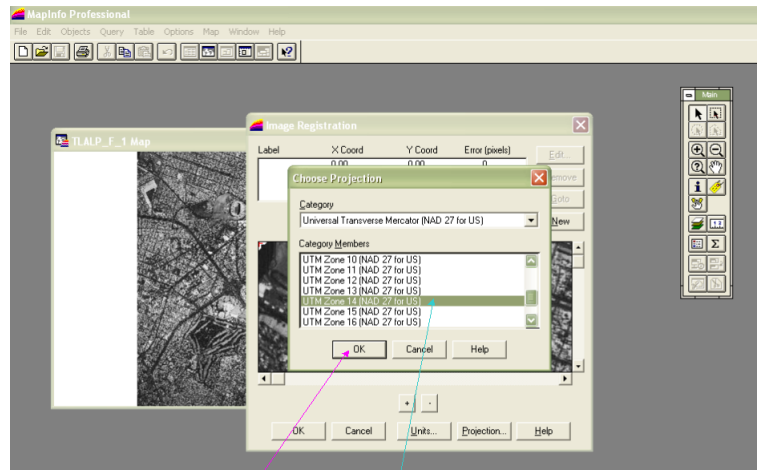 MapInfo Professional
File Edit Objects Query Table Options Map Window Help
Main
Image Registration
TLALP_F_1 Map
Label X Coord Y Coord Error (pixels)
0.00 0.00 0
Edit...
Choose Projection
Category
Universal Transverse Mercator (NAD 27 for US)
New
Category Members
UTM Zone 10 (NAD 27 for US)
UTM Zone 11 (NAD 27 for US)
UTM Zone 12 (NAD 27 for US)
UTM Zone 13 (NAD 27 for US)
UTM Zone 14 (NAD 27 for US)
UTM Zone 15 (NAD 27 for US)
UTM Zone 16 (NAD 27 for US)
OK Cancel Help
+ -
OK Cancel Units... Projection... Help